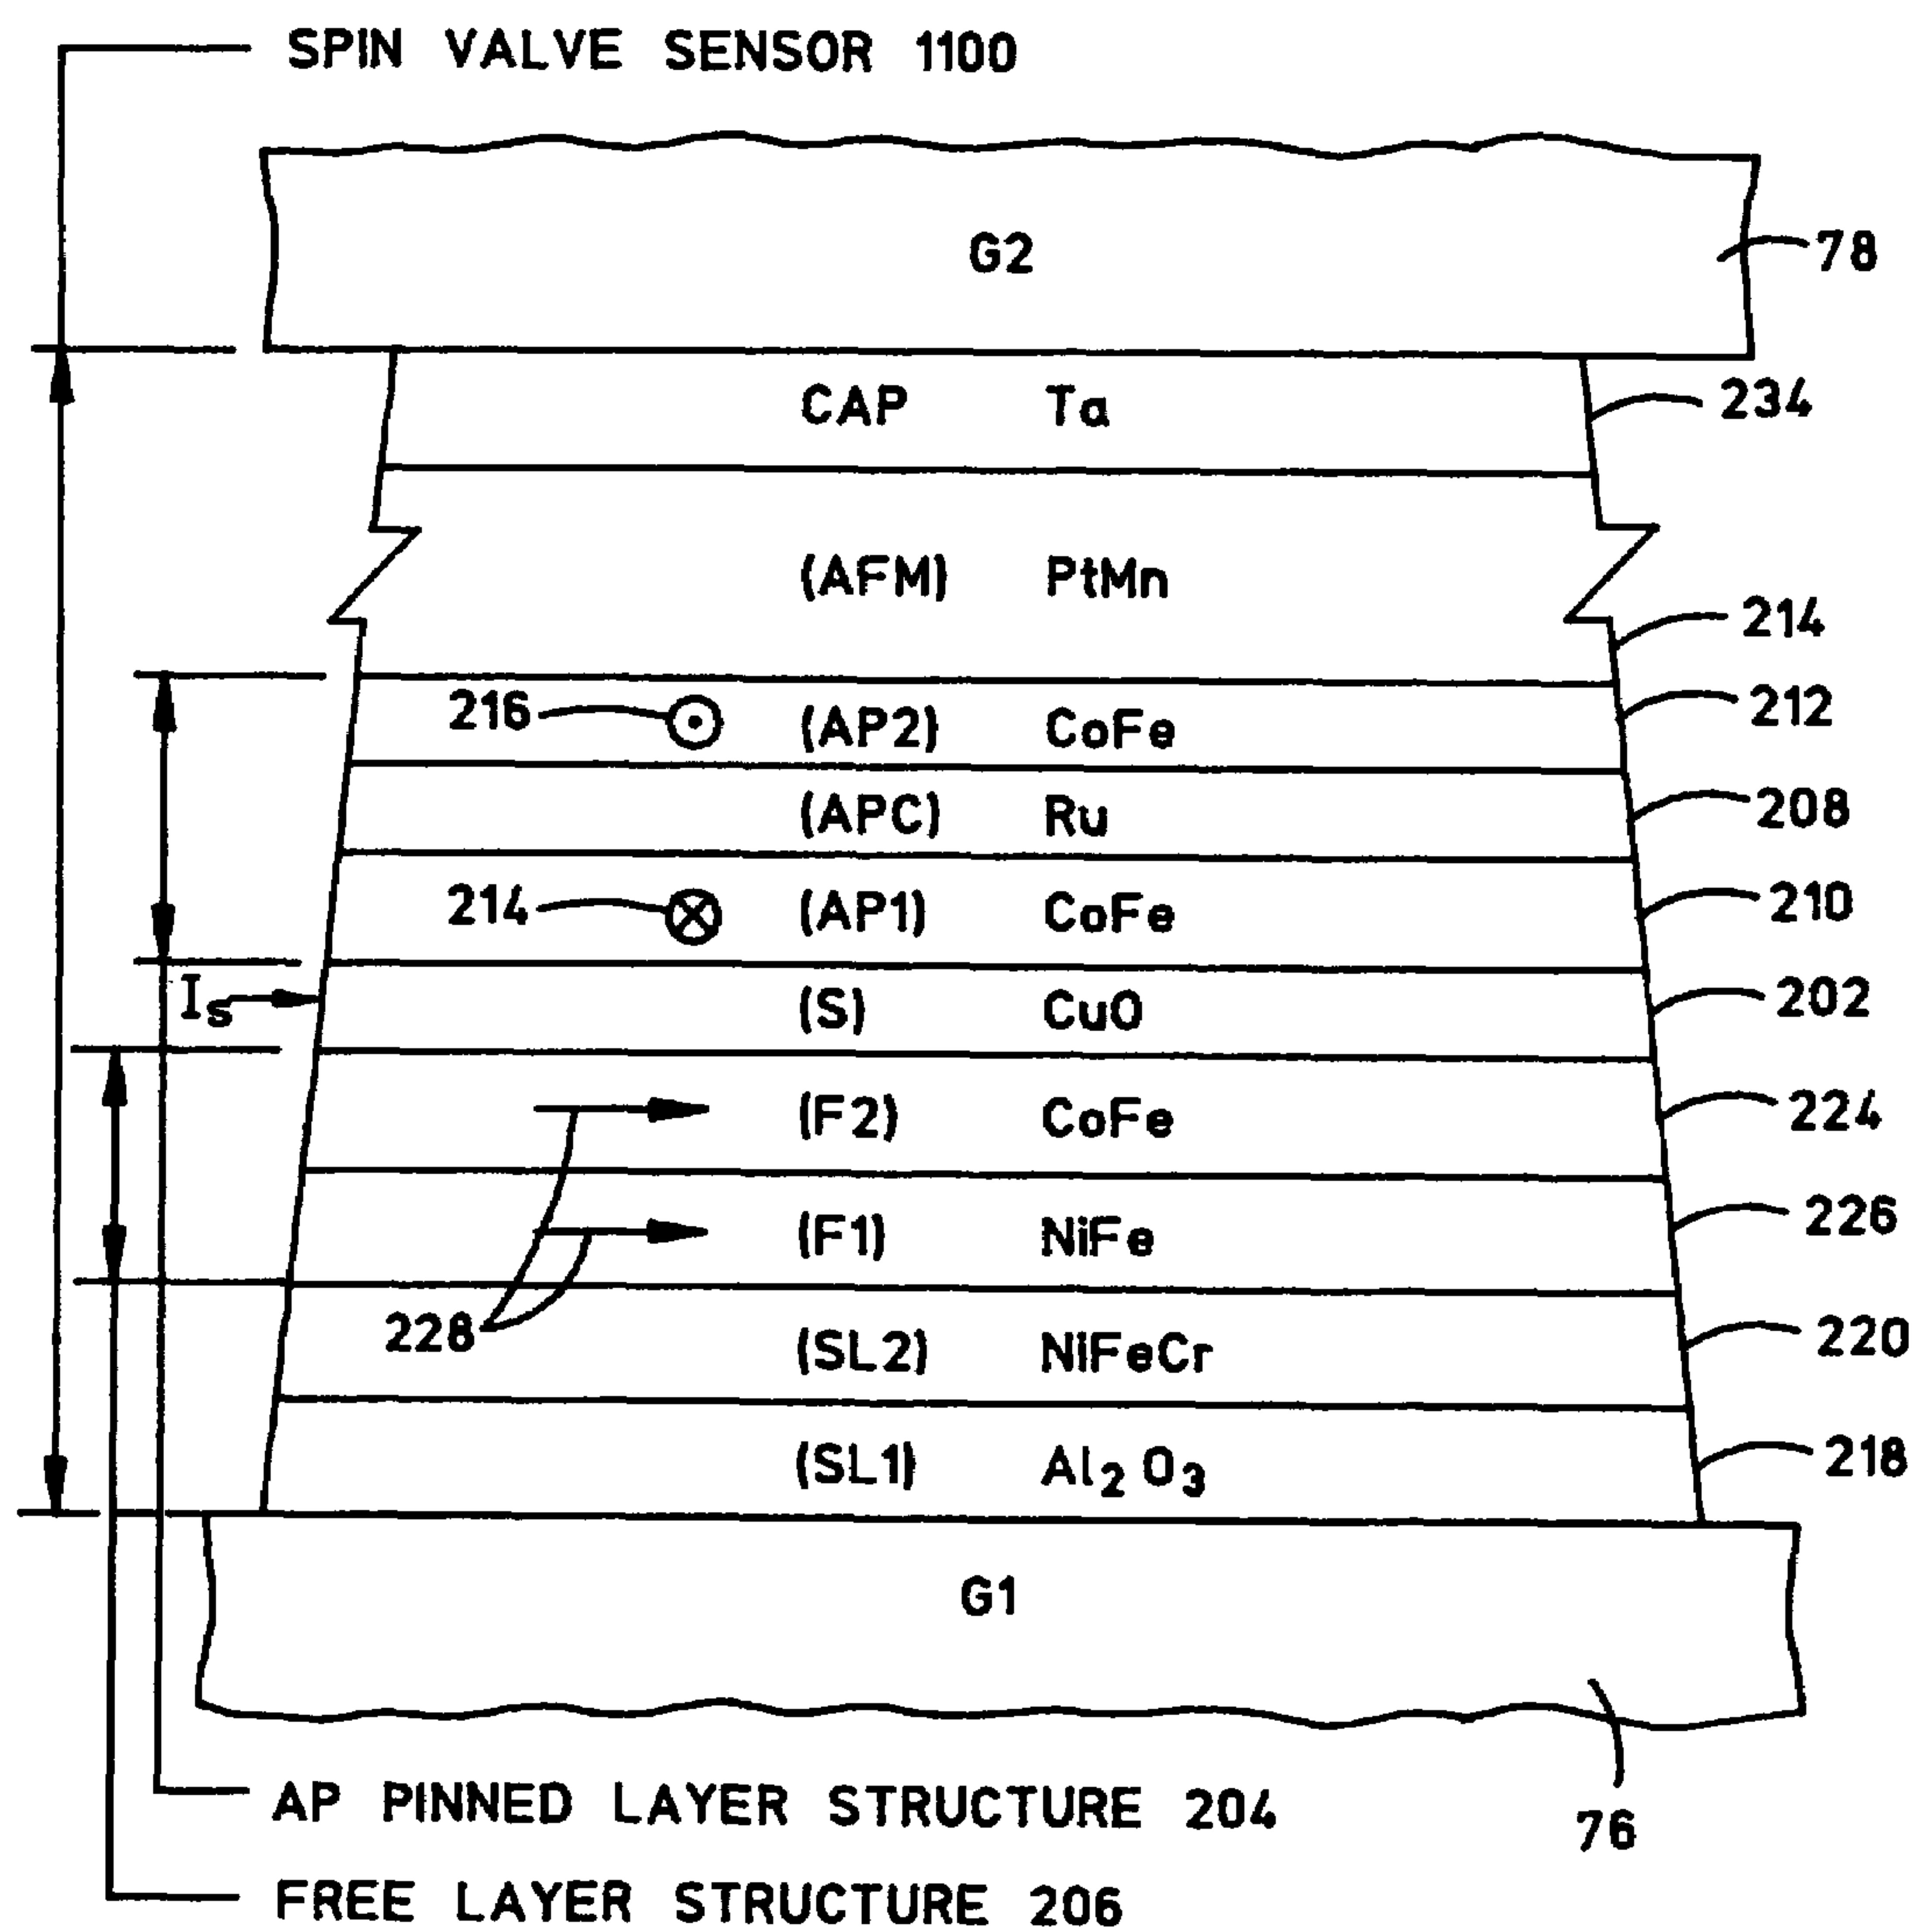 SPIN VALVE SENSOR 1100
G2 78
CAP Ta 234
(AFM) PtMn
214
216 (AP2) CoFe 212
(APC) Ru 208
214 (AP1) CoFe 210
Is (S) CuO 202
(F2) CoFe 224
(F1) NiFe 226
228 (SL2) NiFeCr 220
(SL1) Al2O3 218
G1
76
AP PINNED LAYER STRUCTURE 204
FREE LAYER STRUCTURE 206